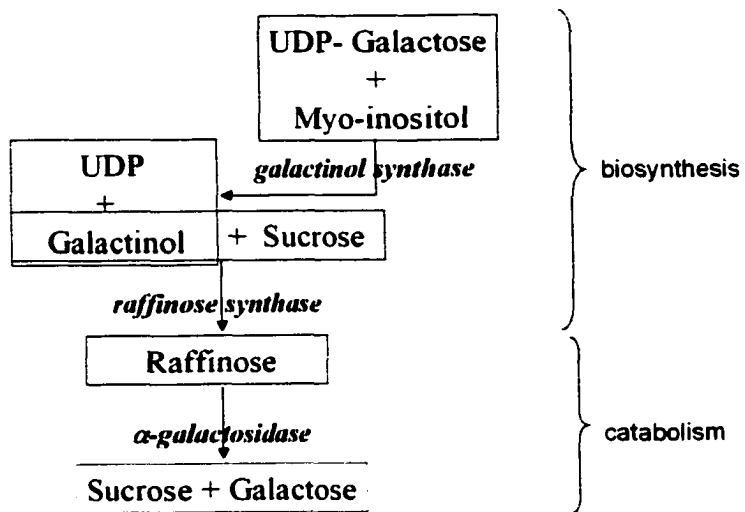 UDP- Galactose
+
Myo-inositol
UDP
galactinol synthase
biosynthesis
+
Galactinol
+ Sucrose
raffinose synthase
Raffinose
α-galactosidase
catabolism
Sucrose + Galactose